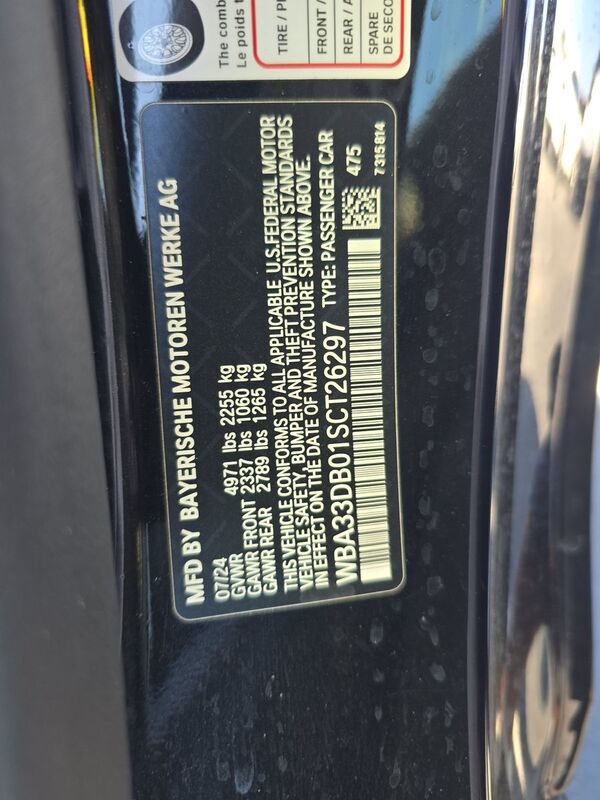 The comb
Le poids t
TIRE / P
FRONT /
REAR / A
SPARE
DE SECO
MFD BY BAYERISCHE MOTOREN WERKE AG
07/24
GVWR 4971 lbs 2255 kg
GAWR FRONT 2337 lbs 1060 kg
GAWR REAR 2789 lbs 1265 kg
THIS VEHICLE CONFORMS TO ALL APPLICABLE U.S.FEDERAL MOTOR
VEHICLE SAFETY, BUMPER AND THEFT PREVENTION STANDARDS
IN EFFECT ON THE DATE OF MANUFACTURE SHOWN ABOVE.
WBA33DB01SCT26297 TYPE: PASSENGER CAR
475
7315814